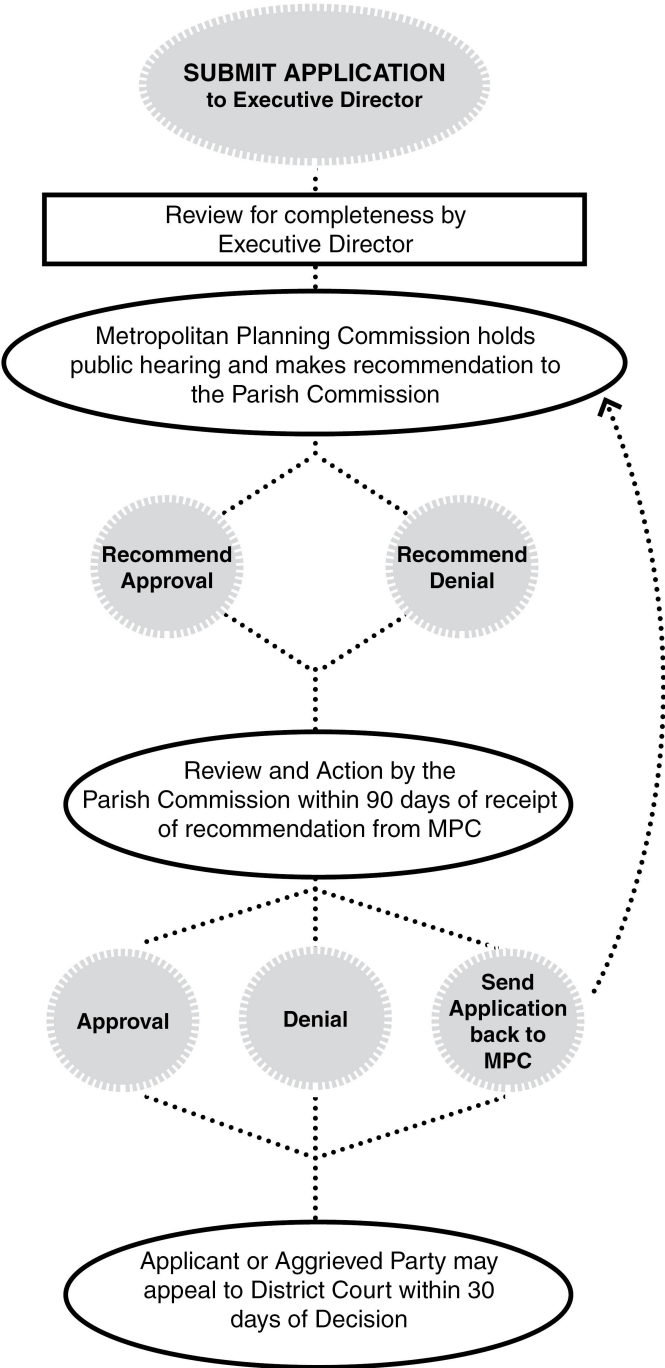 SUBMIT APPLICATION
to Executive Director
Review for completeness by
Executive Director
Metropolitan Planning Commission holds
public hearing and makes recommendation to
the Parish Commission
Recommend
Approval
Recommend
Denial
Review and Action by the
Parish Commission within 90 days of receipt
of recommendation from MPC
Approval
Denial
Send
Application
back to
MPC
Applicant or Aggrieved Party may
appeal to District Court within 30
days of Decision